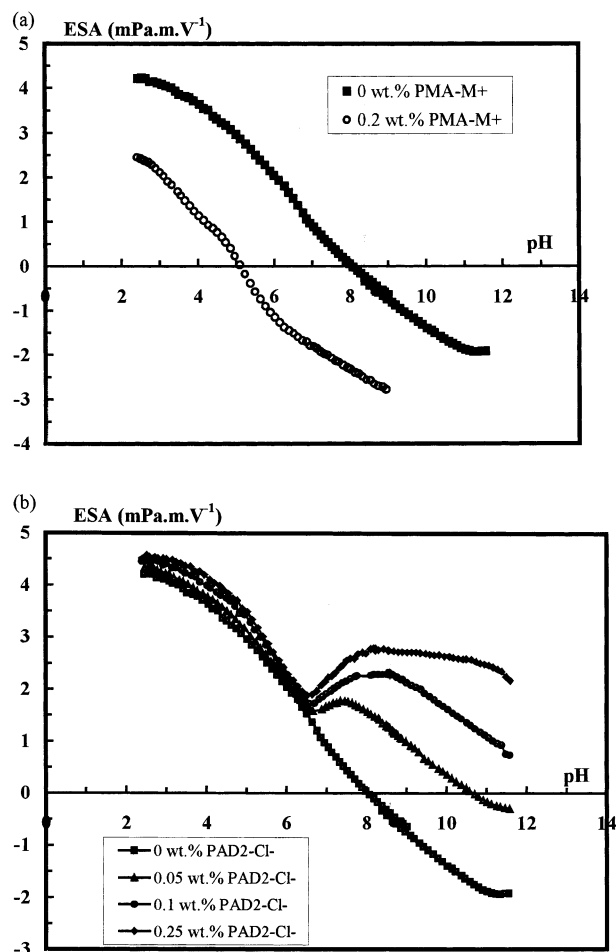 (a)
ESA (mPa.m.V-1)
5
4
3
2
1
0
-1
-2
-3
-4
0 wt.% PMA-M+
0.2 wt.% PMA-M+
pH
0 2 4 6 8 10 12 14
(b)
ESA (mPa.m.V-1)
5
4
3
2
1
0
-1
-2
-3
pH
0 2 4 6 8 10 12 14
0 wt.% PAD2-Cl-
0.05 wt.% PAD2-Cl-
0.1 wt.% PAD2-Cl-
0.25 wt.% PAD2-Cl-